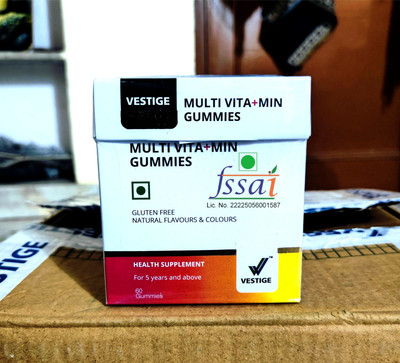 VESTIGE
MULTI VITA+MIN
GUMMIES
MULTI VITA+MIN
GUMMIES
fssai
Lic. No. 22225056001587
GLUTEN FREE
NATURAL FLAVOURS & COLOURS
HEALTH SUPPLEMENT
For 5 years and above
60
Gummies
VESTIGE
VESTIGE